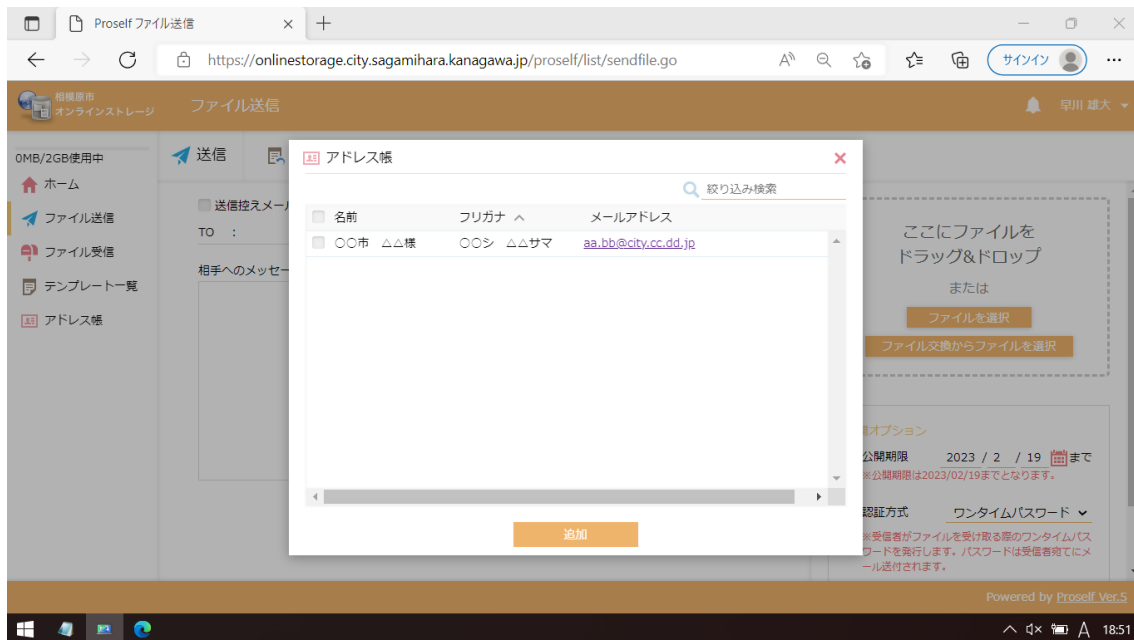 Proself ファイル送信
https://onlinestorage.city.sagamihara.kanagawa.jp/proself/list/sendfile.go
サインイン
相模原市
オンラインストレージ
ファイル送信
早川 雄大
0MB/2GB使用中
ホーム
ファイル送信
ファイル受信
テンプレート一覧
アドレス帳
送信
送信控えメール
TO :
相手へのメッセー
アドレス帳
絞り込み検索
名前 フリガナ メールアドレス
○○市 △△様 ○○シ △△サマ aa.bb@city.cc.dd.jp
追加
ここにファイルを
ドラッグ&ドロップ
または
ファイルを選択
ファイル交換からファイルを選択
信オプション
公開期限 2023 / 2 / 19 まで
※公開期限は2023/02/19までとなります。
認証方式 ワンタイムパスワード
※受信者がファイルを受け取る際のワンタイムパス
ワードを発行します。パスワードは受信者宛てにメ
ール送付されます。
Powered by Proself Ver.5
A 18:51